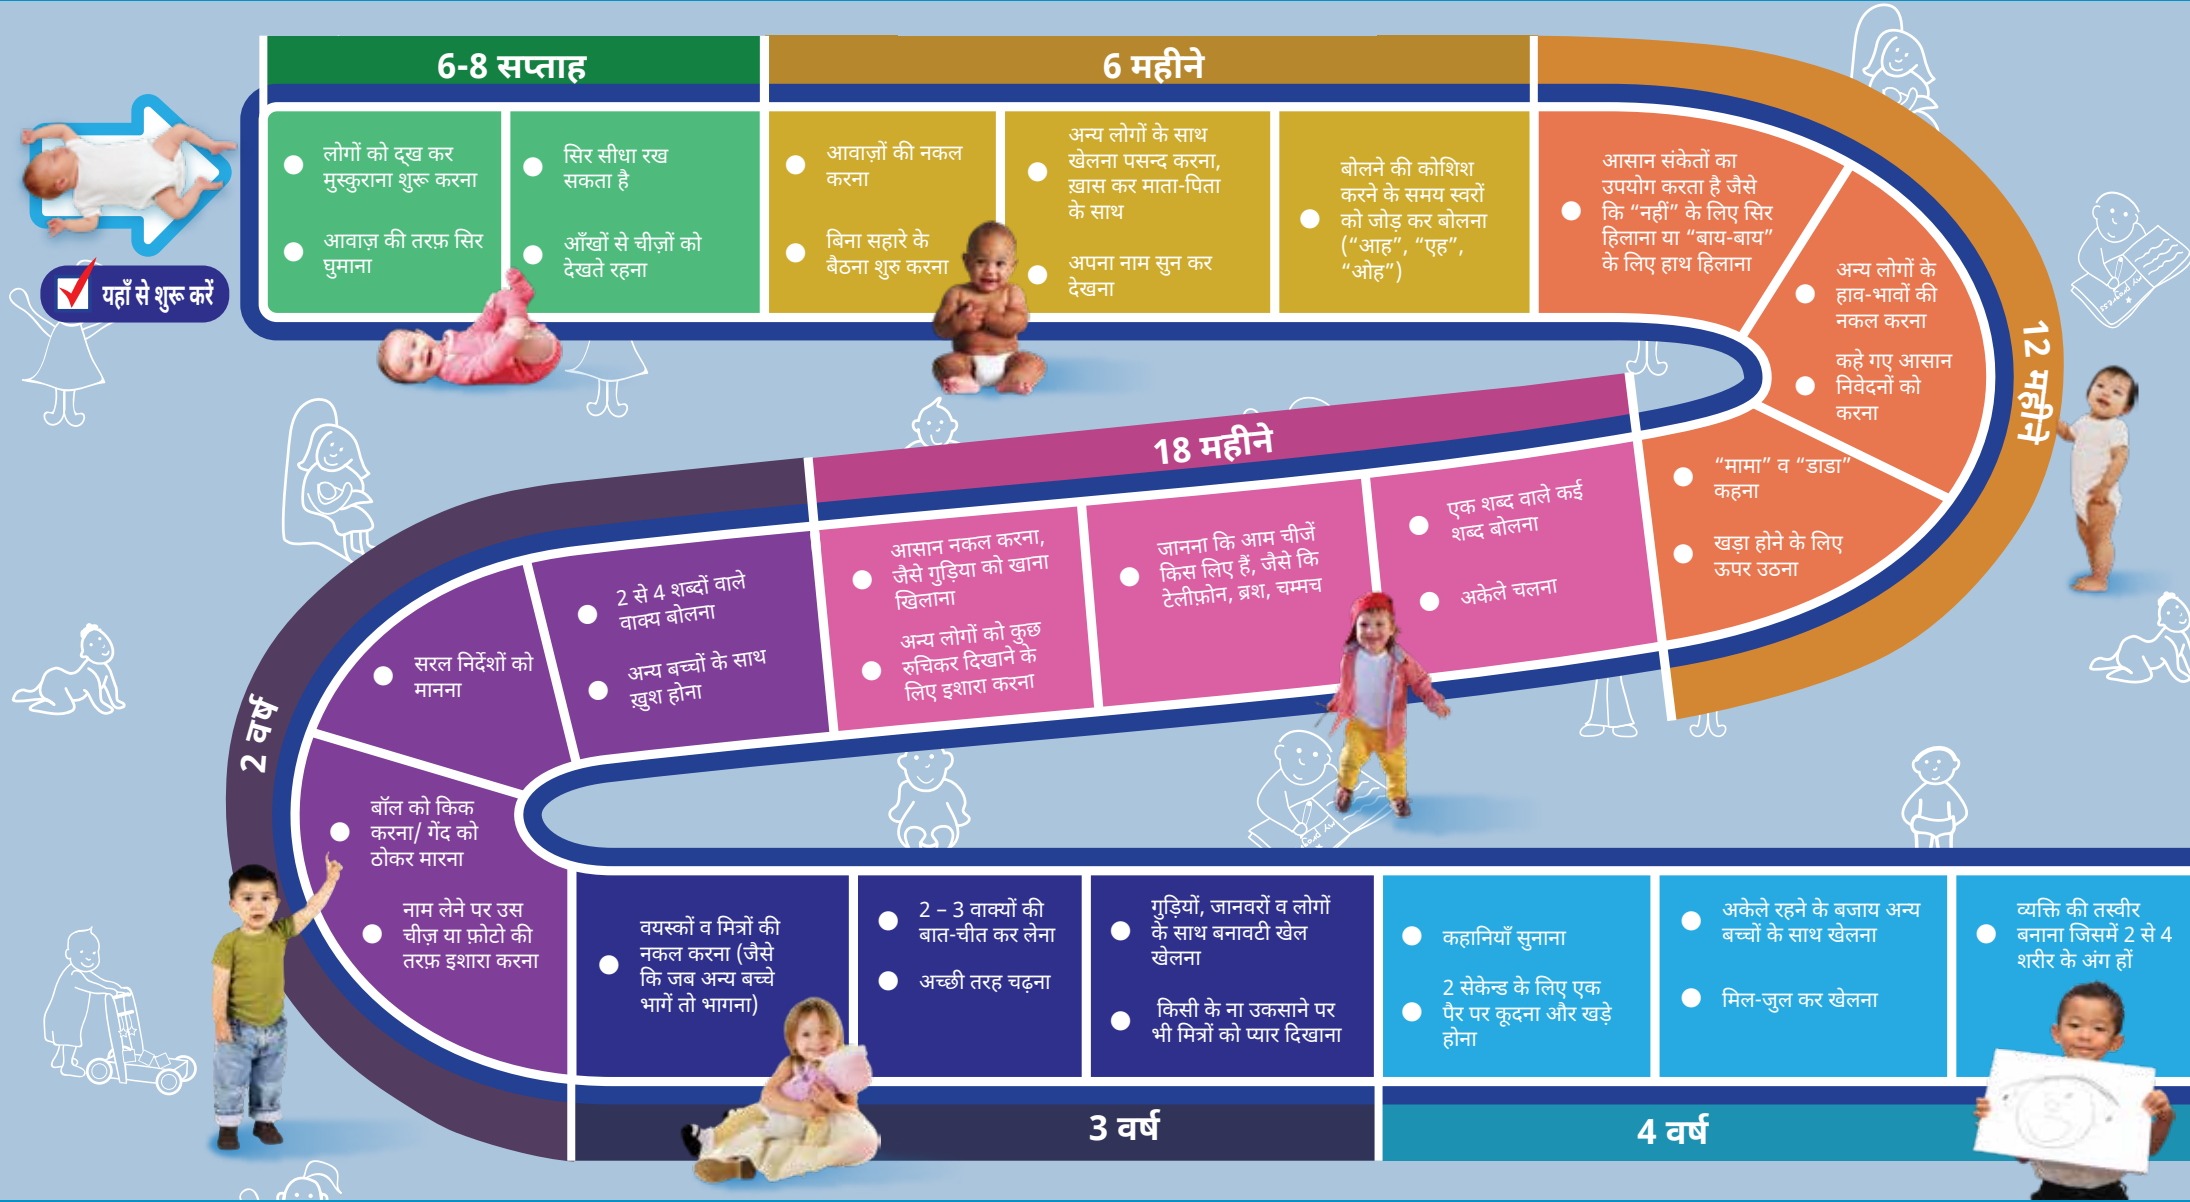 6-8 सप्ताह
लोगों को द्ख कर
मुस्कुराना शुरू करना
आवाज़ की तरफ़ सिर
घुमाना
सिर सीधा रख
सकता है
आँखों से चीज़ों को
देखते रहना
यहाँ से शुरू करें
6 महीने
आवाज़ों की नकल
करना
बिना सहारे के
बैठना शुरु करना
अन्य लोगों के साथ
खेलना पसन्द करना,
ख़ास कर माता-पिता
के साथ
अपना नाम सुन कर
देखना
बोलने की कोशिश
करने के समय स्वरों
को जोड़ कर बोलना
(“आह”, “एह”,
“ओह”)
12 महीने
आसान संकेतों का
उपयोग करता है जैसे
कि “नहीं” के लिए सिर
हिलाना या “बाय-बाय”
के लिए हाथ हिलाना
अन्य लोगों के
हाव-भावों की
नकल करना
कहे गए आसान
निवेदनों को
करना
“मामा” व “डाडा”
कहना
खड़ा होने के लिए
ऊपर उठना
18 महीने
एक शब्द वाले कई
शब्द बोलना
अकेले चलना
जानना कि आम चीजें
किस लिए हैं, जैसे कि
टेलीफ़ोन, ब्रश, चम्मच
आसान नकल करना,
जैसे गुड़िया को खाना
खिलाना
अन्य लोगों को कुछ
रुचिकर दिखाने के
लिए इशारा करना
2 वर्ष
2 से 4 शब्दों वाले
वाक्य बोलना
अन्य बच्चों के साथ
ख़ुश होना
सरल निर्देशों को
मानना
बॉल को किक
करना/ गेंद को
ठोकर मारना
नाम लेने पर उस
चीज़ या फ़ोटो की
तरफ़ इशारा करना
वयस्कों व मित्रों की
नकल करना (जैसे
कि जब अन्य बच्चे
भागें तो भागना)
2 – 3 वाक्यों की
बात-चीत कर लेना
अच्छी तरह चढ़ना
गुड़ियों, जानवरों व लोगों
के साथ बनावटी खेल
खेलना
किसी के ना उकसाने पर
भी मित्रों को प्यार दिखाना
3 वर्ष
कहानियाँ सुनाना
2 सेकेन्ड के लिए एक
पैर पर कूदना और खड़े
होना
अकेले रहने के बजाय अन्य
बच्चों के साथ खेलना
मिल-जुल कर खेलना
व्यक्ति की तस्वीर
बनाना जिसमें 2 से 4
शरीर के अंग हों
4 वर्ष
my progress